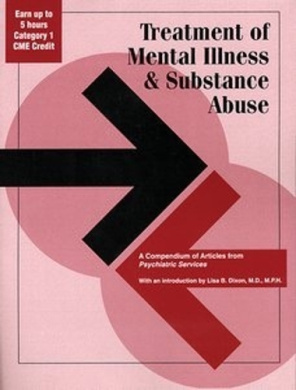 Earn up to
5 hours
Category 1
CME Credit
Treatment of
Mental Illness
& Substance
Abuse
A Compendium of Articles from
Psychiatric Services
With an introduction by Lisa B. Dixon, M.D., M.P.H.